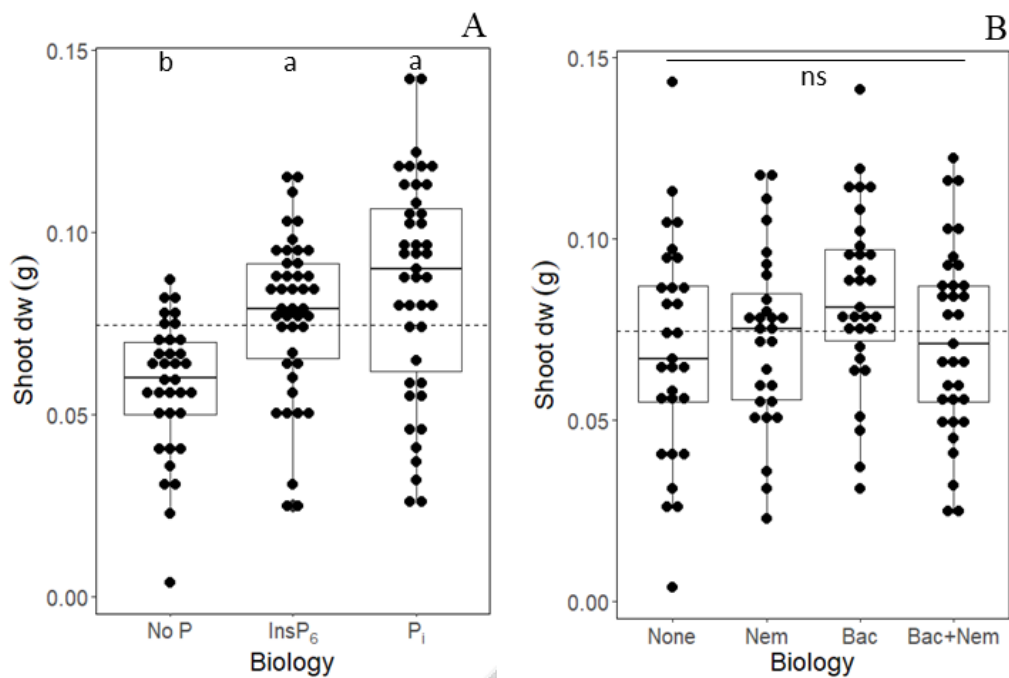 A
b a a
Shoot dw (g)
0.15
0.10
0.05
0.00
No P InsP₆ Pᵢ
Biology
B
ns
Shoot dw (g)
0.15
0.10
0.05
0.00
None Nem Bac Bac+Nem
Biology